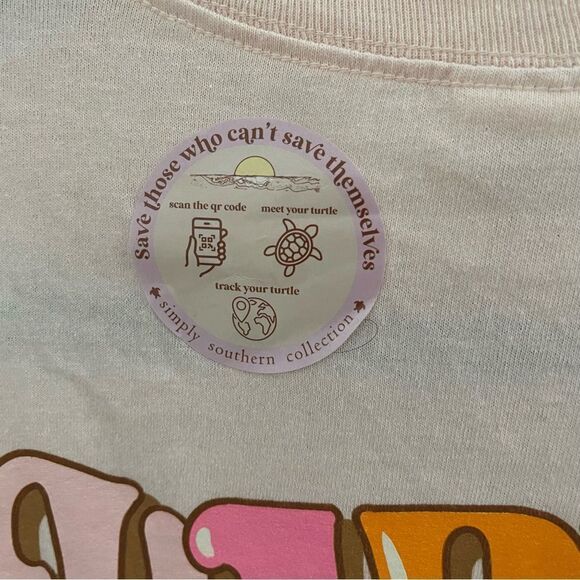 Save those who can't save themselves
scan the qr code
meet your turtle
track your turtle
simply southern collection